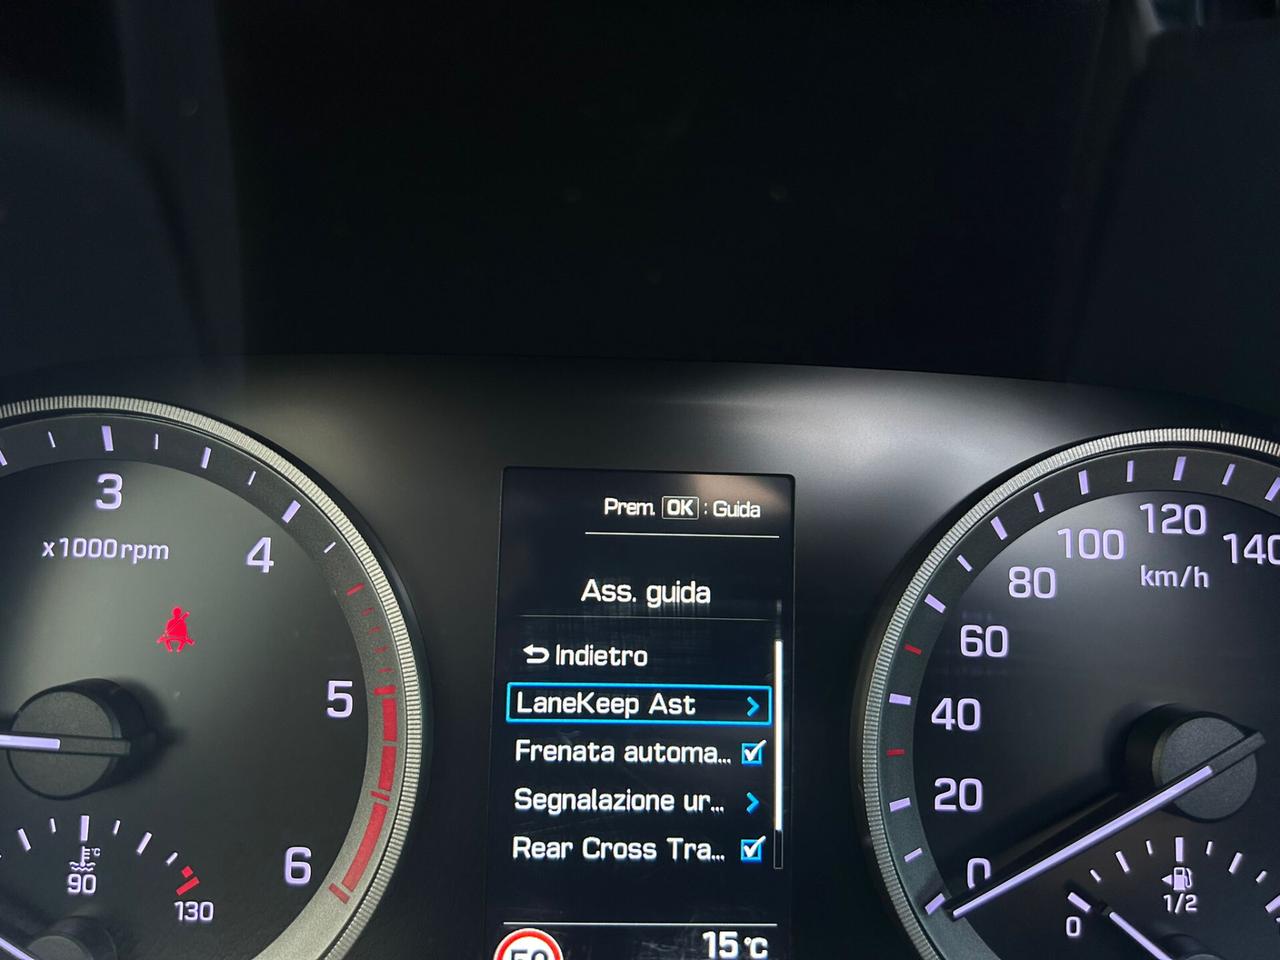 Prem. OK : Guida
Ass. guida
Indietro
LaneKeep Ast
Frenata automa...
Segnalazione ur...
Rear Cross Tra...
15°C
3
x1000rpm
4
5
6
°C
90
130
140
120
100
km/h
80
60
40
20
0
1/2
0